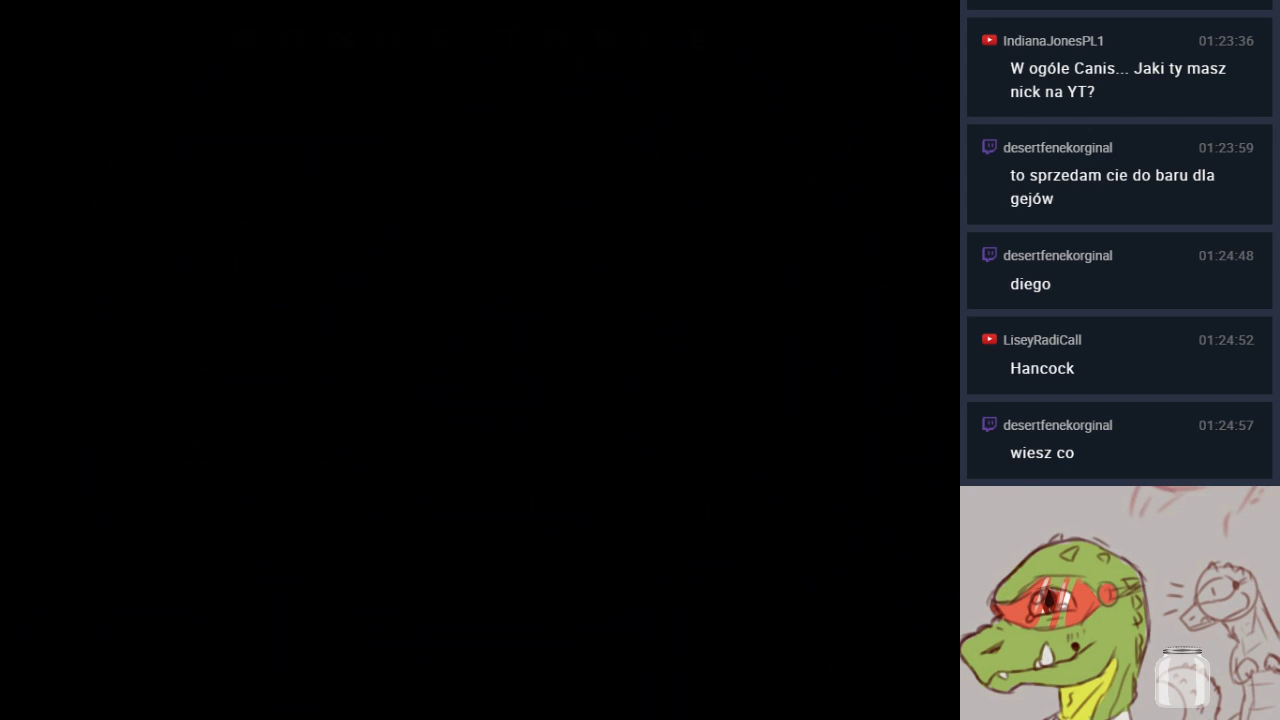 IndianaJonesPL1 01:23:36
W ogóle Canis... Jaki ty masz
nick na YT?
desertfenekorginal 01:23:59
to sprzedam cie do baru dla
gejów
desertfenekorginal 01:24:48
diego
LiseyRadiCall 01:24:52
Hancock
desertfenekorginal 01:24:57
wiesz co